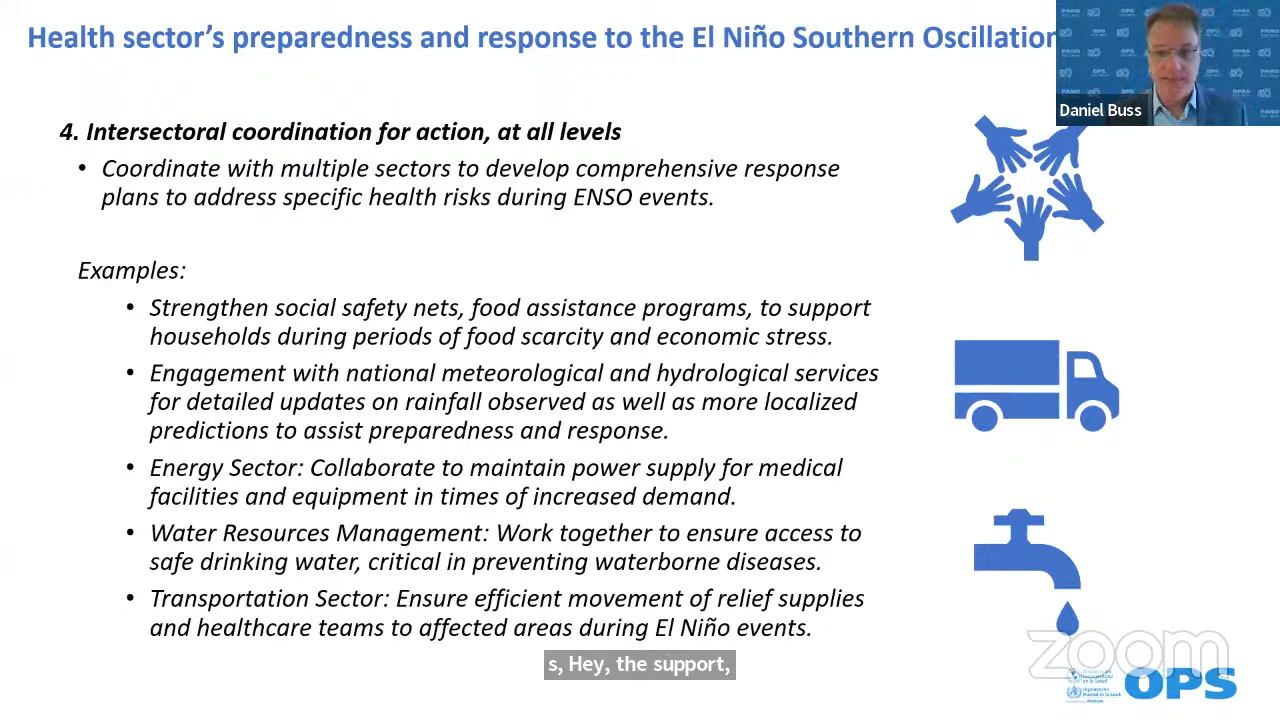 Health sector's preparedness and response to the El Niño Southern Oscillation
Daniel Buss
4. Intersectoral coordination for action, at all levels
• Coordinate with multiple sectors to develop comprehensive response
plans to address specific health risks during ENSO events.
Examples:
• Strengthen social safety nets, food assistance programs, to support
households during periods of food scarcity and economic stress.
• Engagement with national meteorological and hydrological services
for detailed updates on rainfall observed as well as more localized
predictions to assist preparedness and response.
• Energy Sector: Collaborate to maintain power supply for medical
facilities and equipment in times of increased demand.
• Water Resources Management: Work together to ensure access to
safe drinking water, critical in preventing waterborne diseases.
• Transportation Sector: Ensure efficient movement of relief supplies
and healthcare teams to affected areas during El Niño events.
s, Hey, the support,
zoom
OPS